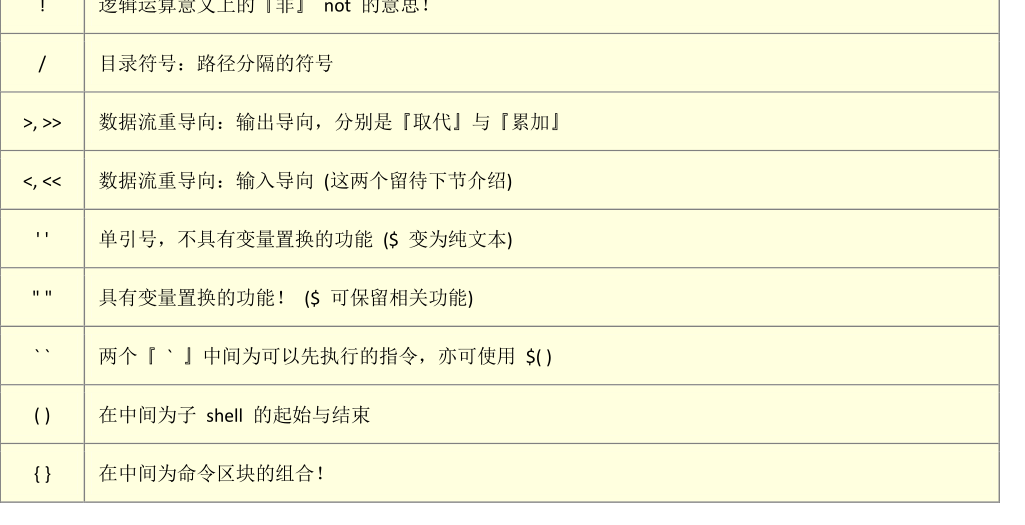 ! 逻辑运算意义上的『非』 not 的意思！
/ 目录符号：路径分隔的符号
>, >> 数据流重导向：输出导向，分别是『取代』与『累加』
<, << 数据流重导向：输入导向 (这两个留待下节介绍)
' ' 单引号，不具有变量置换的功能 ($ 变为纯文本)
" " 具有变量置换的功能！ ($ 可保留相关功能)
` ` 两个『 ` 』中间为可以先执行的指令，亦可使用 $( )
( ) 在中间为子 shell 的起始与结束
{ } 在中间为命令区块的组合！